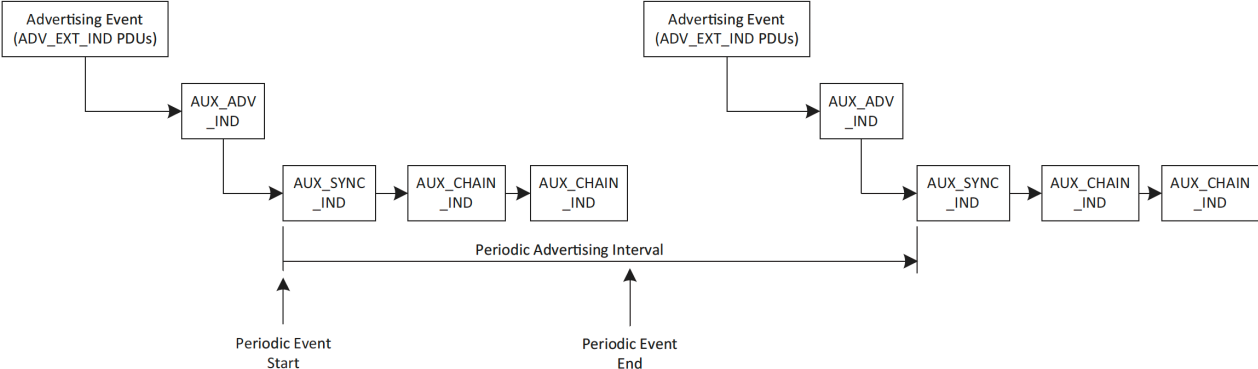 Advertising Event
(ADV_EXT_IND PDUs)
Advertising Event
(ADV_EXT_IND PDUs)
AUX_ADV
_IND
AUX_ADV
_IND
AUX_SYNC
_IND
AUX_CHAIN
_IND
AUX_CHAIN
_IND
AUX_SYNC
_IND
AUX_CHAIN
_IND
AUX_CHAIN
_IND
Periodic Advertising Interval
Periodic Event
Start
Periodic Event
End